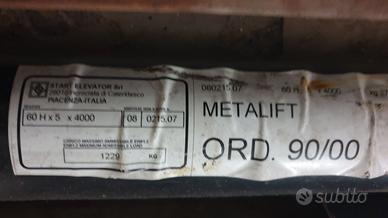 START ELEVATOR Srl
PIACENZA-ITALIA
60 H x 5 x 4000
08 0215.07
1229 KG
080215.07 60 H x 4000
METALIFT
ORD. 90/00
subito